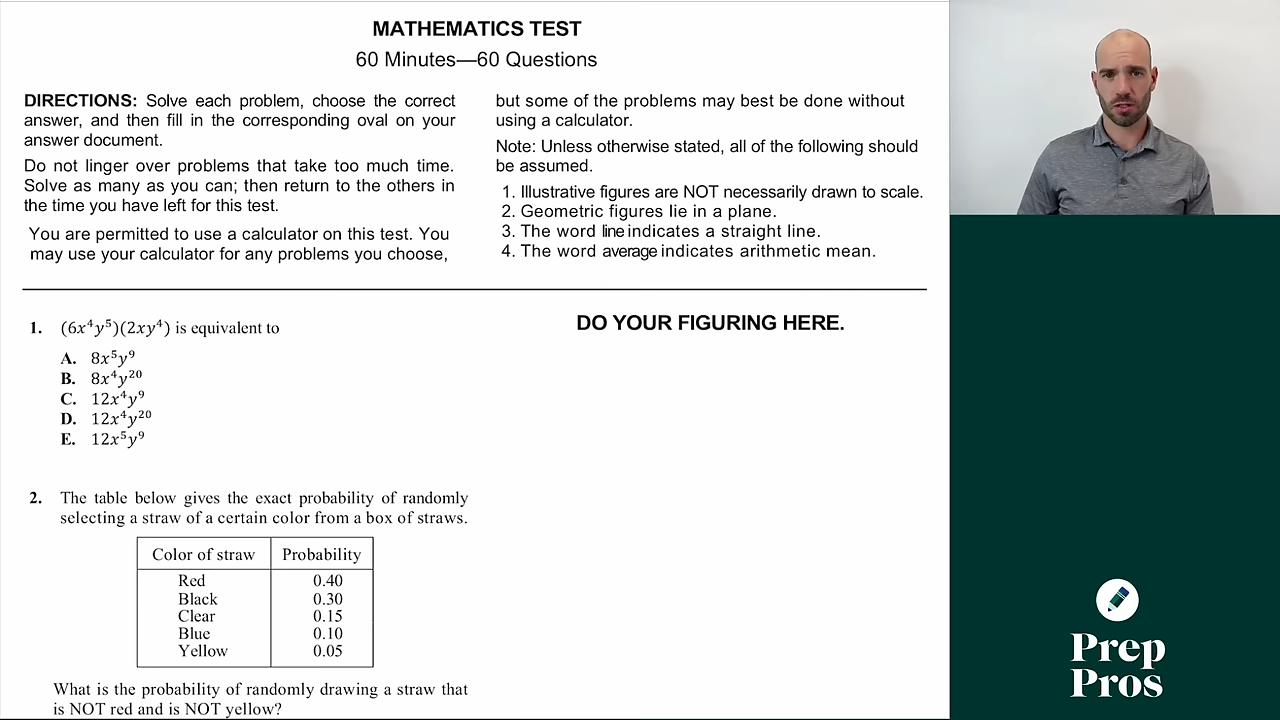 MATHEMATICS TEST
60 Minutes—60 Questions
DIRECTIONS: Solve each problem, choose the correct
answer, and then fill in the corresponding oval on your
answer document.
Do not linger over problems that take too much time.
Solve as many as you can; then return to the others in
the time you have left for this test.
You are permitted to use a calculator on this test. You
may use your calculator for any problems you choose,
but some of the problems may best be done without
using a calculator.
Note: Unless otherwise stated, all of the following should
be assumed.
1. Illustrative figures are NOT necessarily drawn to scale.
2. Geometric figures lie in a plane.
3. The word line indicates a straight line.
4. The word average indicates arithmetic mean.
1. (6x⁴y⁵)(2xy⁴) is equivalent to
A. 8x⁵y⁹
B. 8x⁴y²⁰
C. 12x⁴y⁹
D. 12x⁴y²⁰
E. 12x⁵y⁹
DO YOUR FIGURING HERE.
2. The table below gives the exact probability of randomly
selecting a straw of a certain color from a box of straws.
Color of straw Probability
Red 0.40
Black 0.30
Clear 0.15
Blue 0.10
Yellow 0.05
What is the probability of randomly drawing a straw that
is NOT red and is NOT yellow?
Prep
Pros